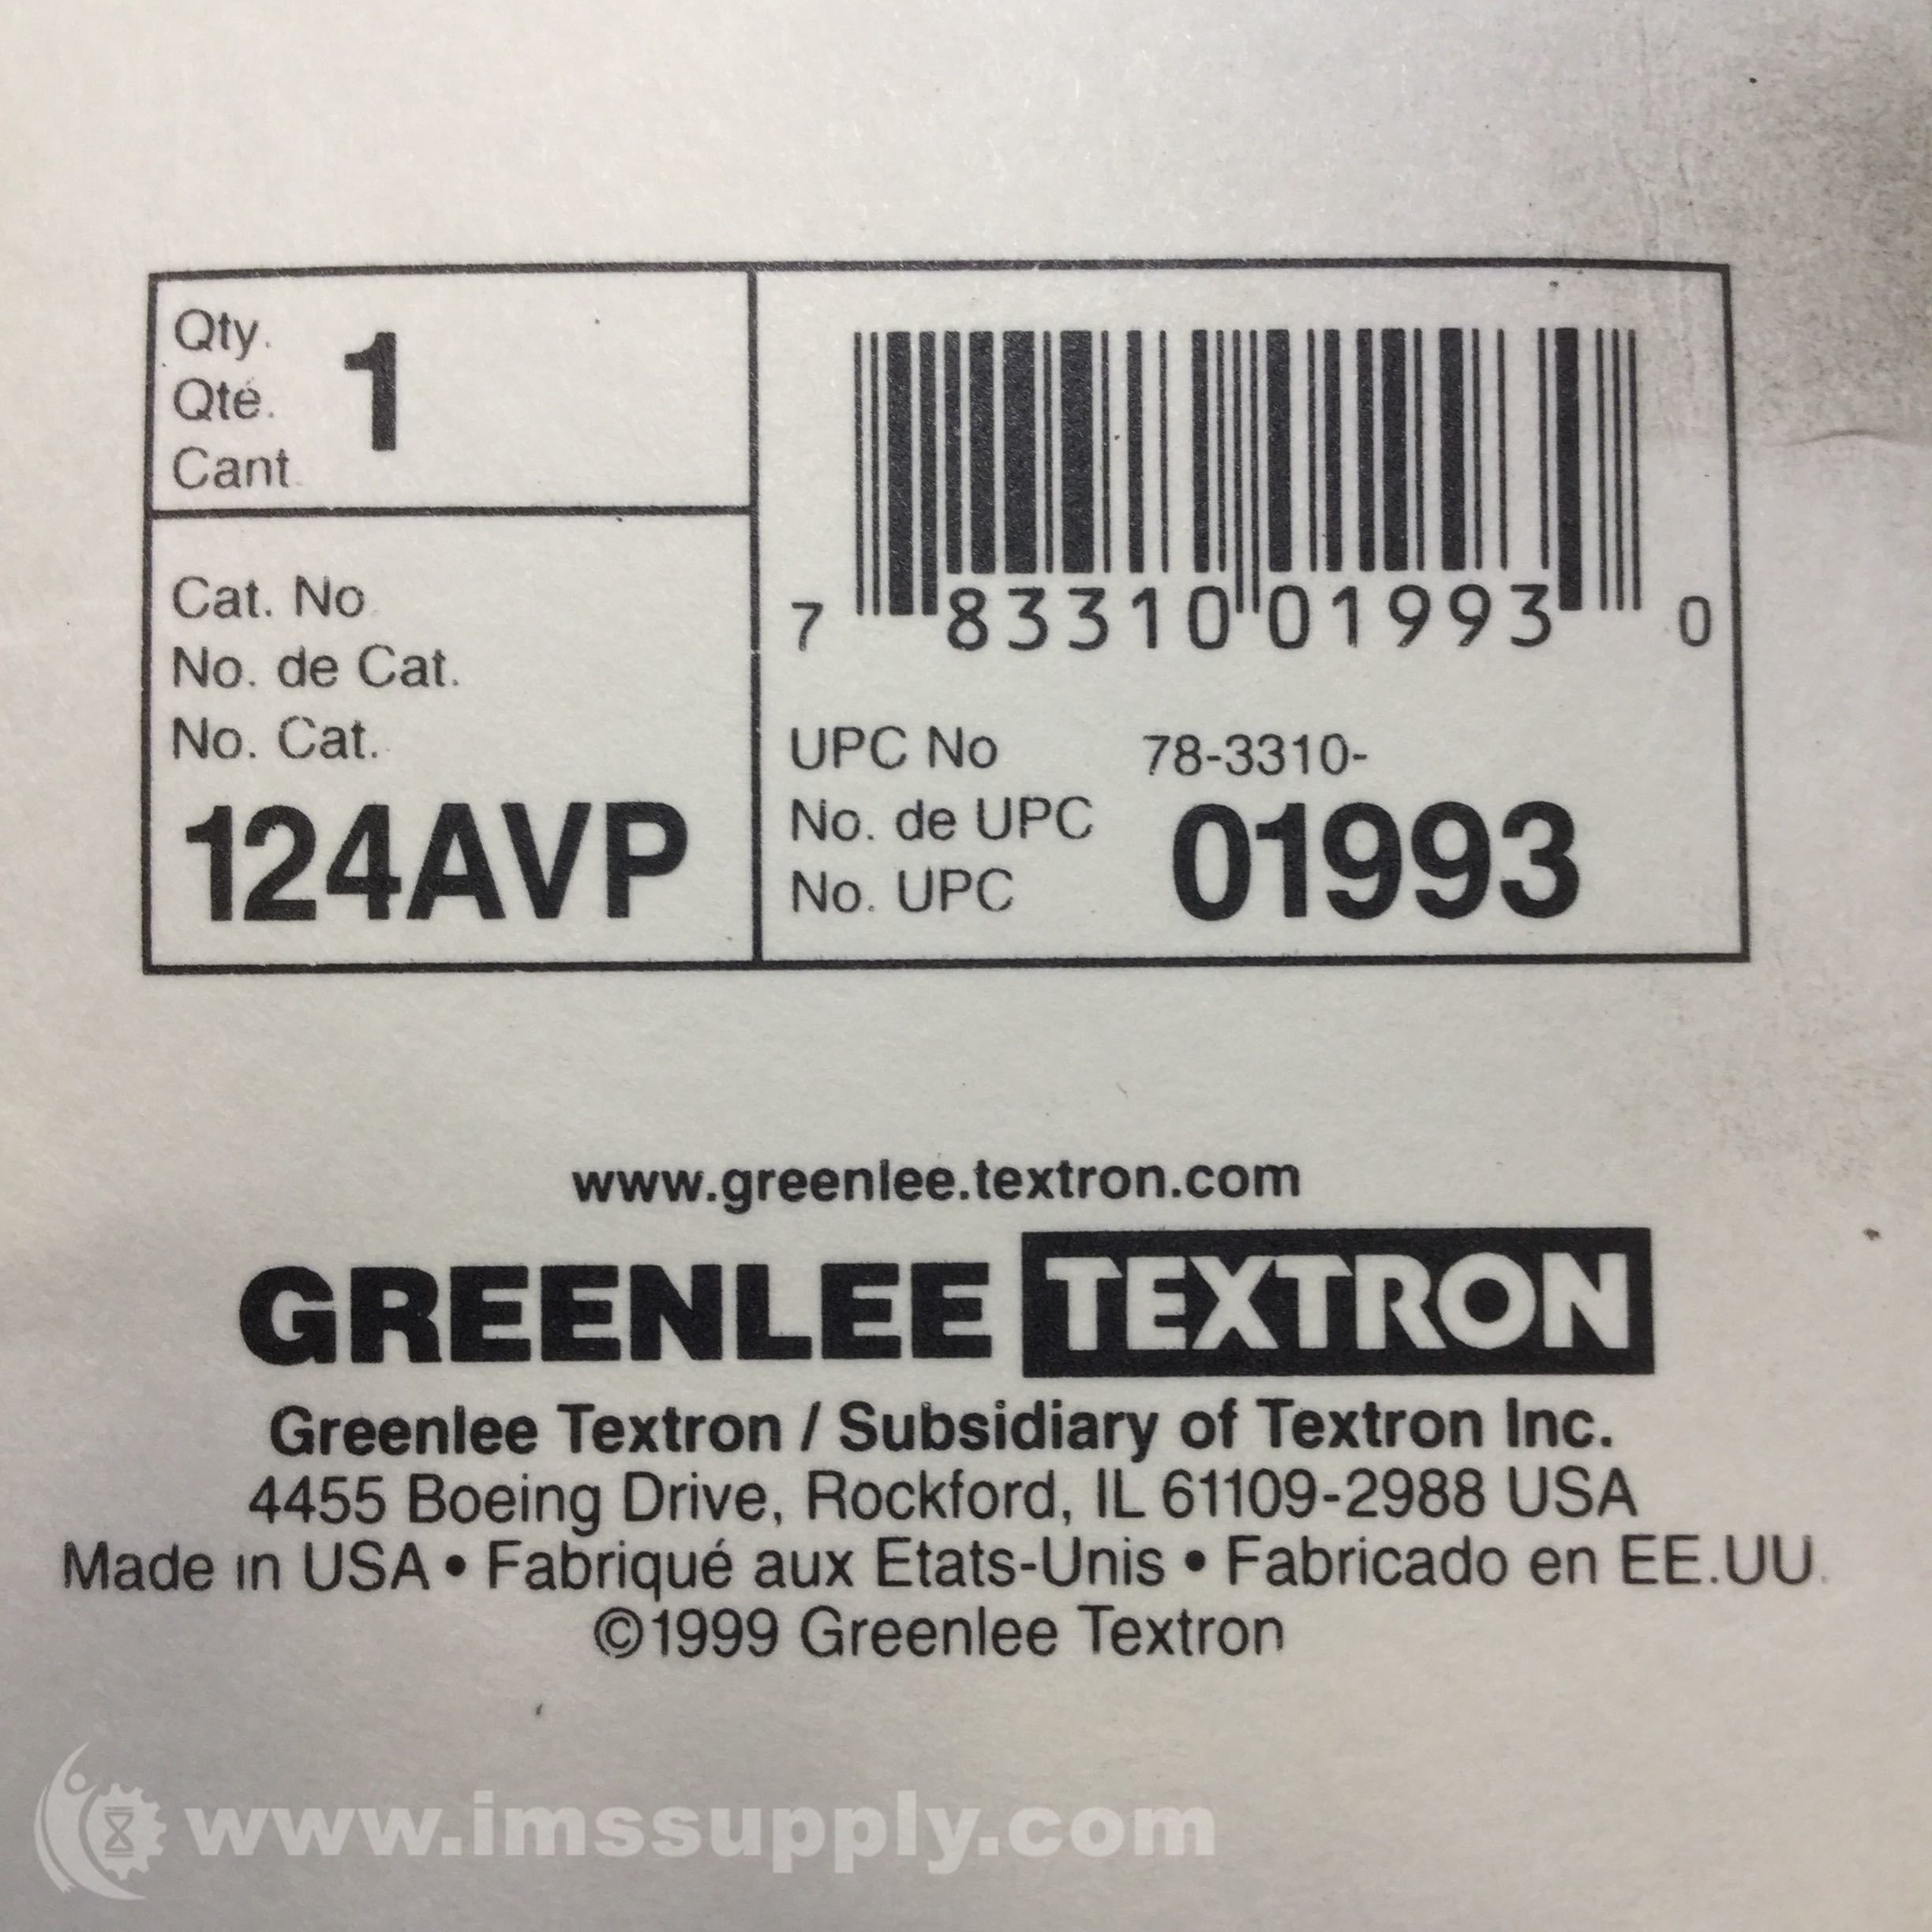 Qty.
Qté.
Cant.
1
Cat. No.
No. de Cat.
No. Cat.
124AVP
7 83310 01993 0
UPC No 78-3310-
No. de UPC
No. UPC
01993
www.greenlee.textron.com
GREENLEE TEXTRON
Greenlee Textron / Subsidiary of Textron Inc.
4455 Boeing Drive, Rockford, IL 61109-2988 USA
Made in USA • Fabriqué aux Etats-Unis • Fabricado en EE.UU.
©1999 Greenlee Textron
www.imssupply.com